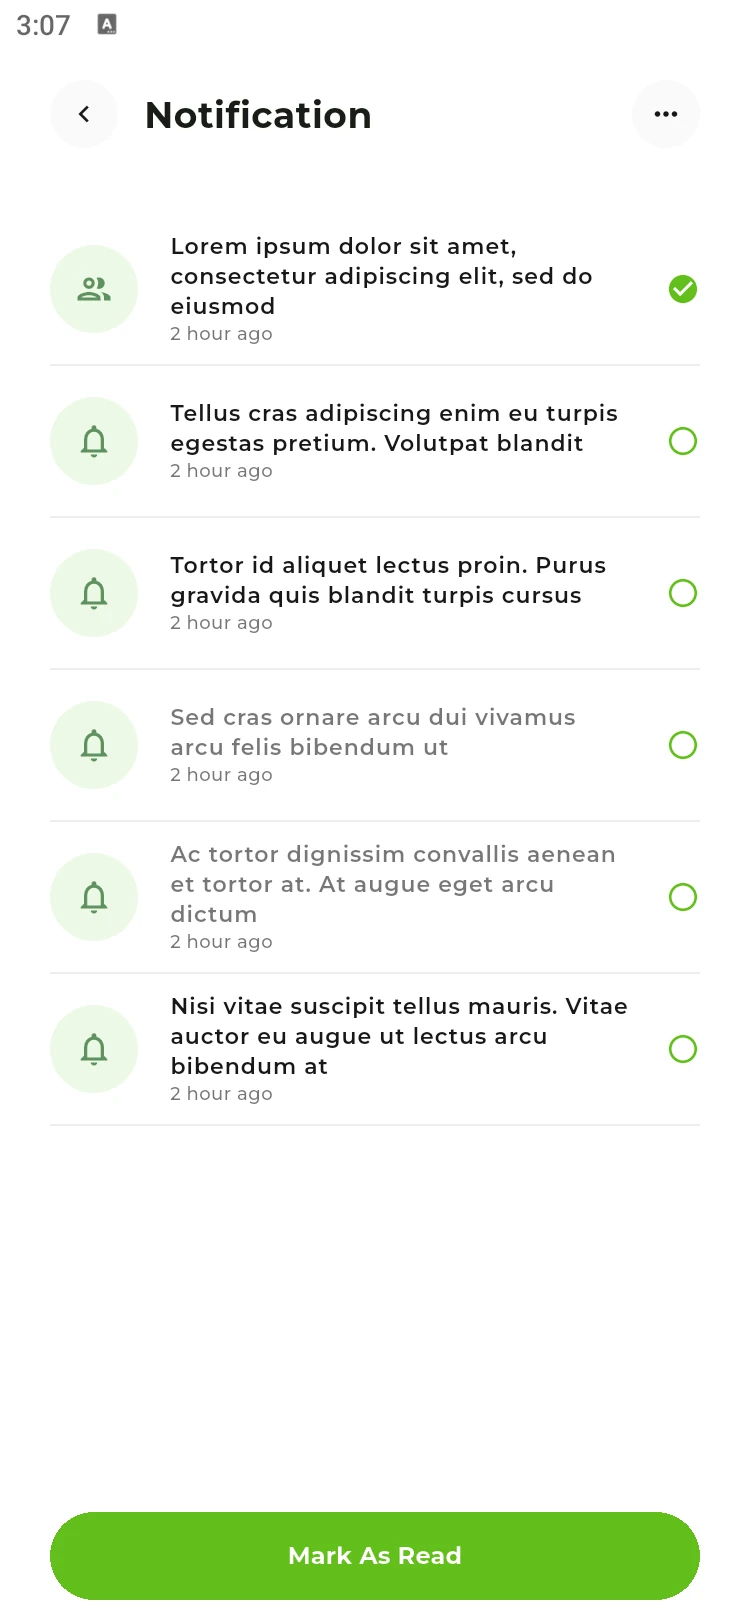 3:07
A
Notification
Lorem ipsum dolor sit amet,
consectetur adipiscing elit, sed do
eiusmod
2 hour ago
Tellus cras adipiscing enim eu turpis
egestas pretium. Volutpat blandit
2 hour ago
Tortor id aliquet lectus proin. Purus
gravida quis blandit turpis cursus
2 hour ago
Sed cras ornare arcu dui vivamus
arcu felis bibendum ut
2 hour ago
Ac tortor dignissim convallis aenean
et tortor at. At augue eget arcu
dictum
2 hour ago
Nisi vitae suscipit tellus mauris. Vitae
auctor eu augue ut lectus arcu
bibendum at
2 hour ago
Mark As Read